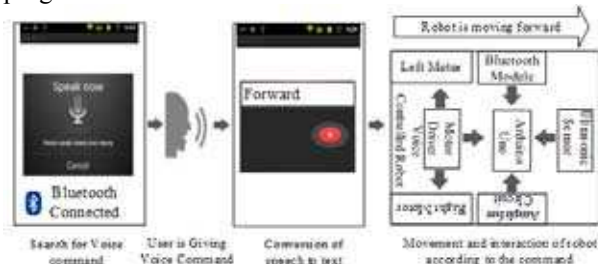 Speak now
Cancel
Bluetooth
Connected
Search for Voice
command
User is Giving
Voice Command
Forward
Conversion of
speech to text
Robot is moving forward
Left Motor
Bluetooth
Module
Voice
Controlled Robot
Motor
Driver
Arduino
Uno
Ultrasonic
Sensor
Right Motor
Amplifier
Circuit
Movement and interaction of robot
according to the command